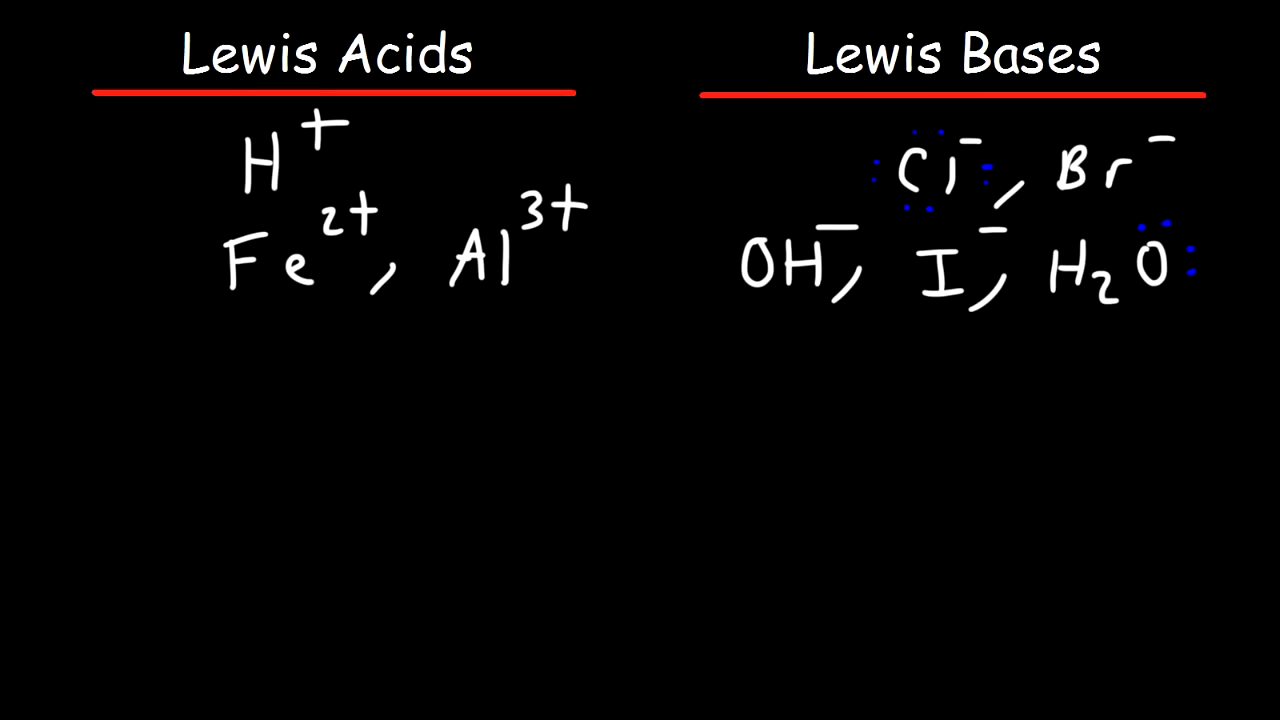 Lewis Acids
H⁺
Fe²⁺, Al³⁺
Lewis Bases
Cl⁻, Br⁻
OH⁻, I⁻, H₂O